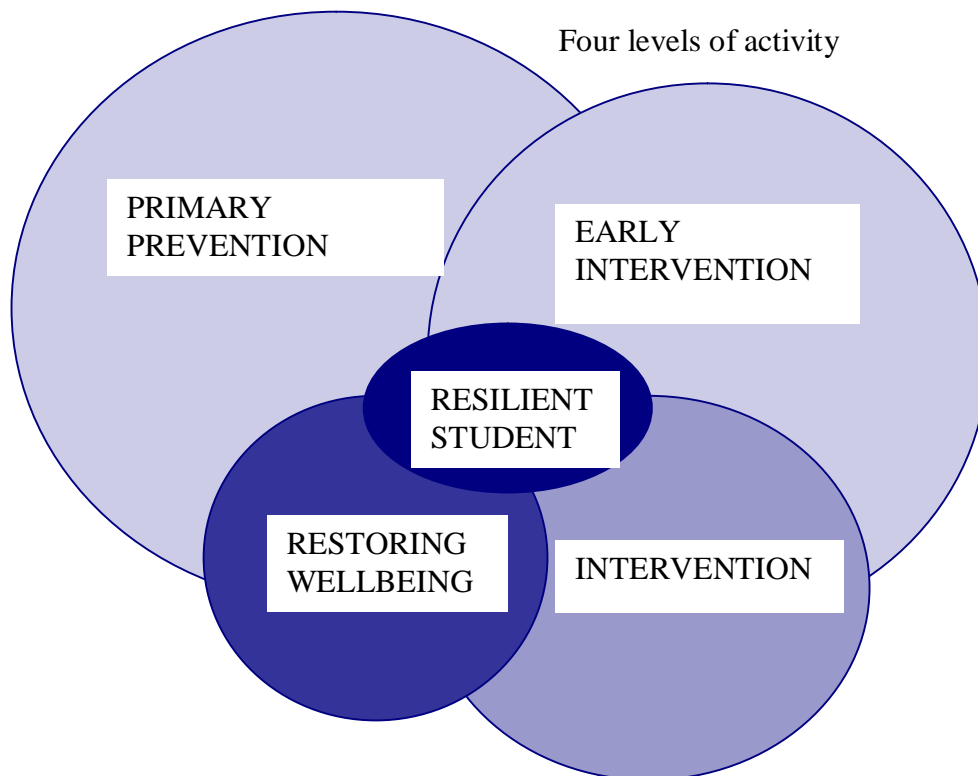 Four levels of activity
PRIMARY
PREVENTION
EARLY
INTERVENTION
RESILIENT
STUDENT
RESTORING
WELLBEING
INTERVENTION